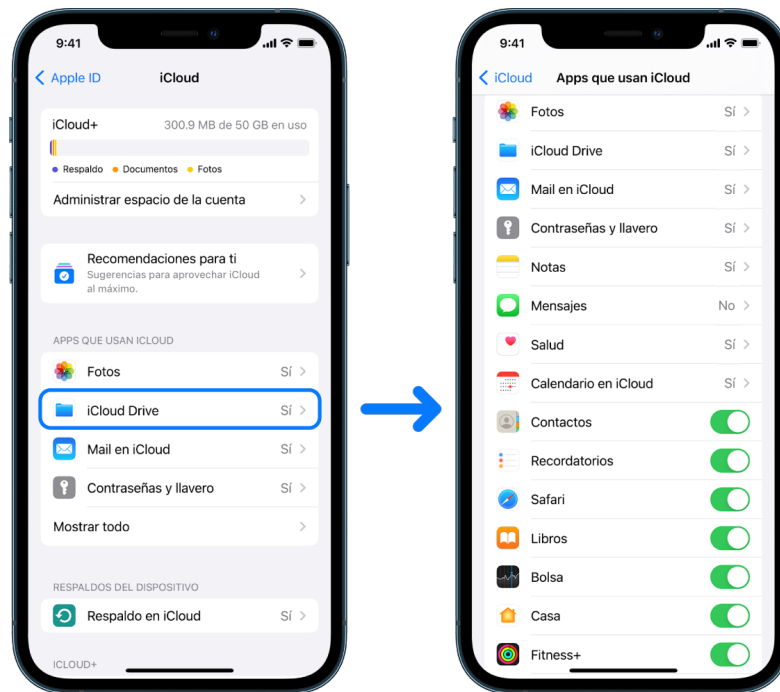 9:41
Apple ID
iCloud
iCloud+
300.9 MB de 50 GB en uso
Respaldo
Documentos
Fotos
Administrar espacio de la cuenta
Recomendaciones para ti
Sugerencias para aprovechar iCloud
al máximo.
APPS QUE USAN ICLOUD
Fotos
Sí
iCloud Drive
Sí
Mail en iCloud
Sí
Contraseñas y llavero
Sí
Mostrar todo
RESPALDOS DEL DISPOSITIVO
Respaldo en iCloud
Sí
ICLOUD+
9:41
iCloud
Apps que usan iCloud
Fotos
Sí
iCloud Drive
Sí
Mail en iCloud
Sí
Contraseñas y llavero
Sí
Notas
Sí
Mensajes
No
Salud
Sí
Calendario en iCloud
Sí
Contactos
Recordatorios
Safari
Libros
Bolsa
Casa
Fitness+